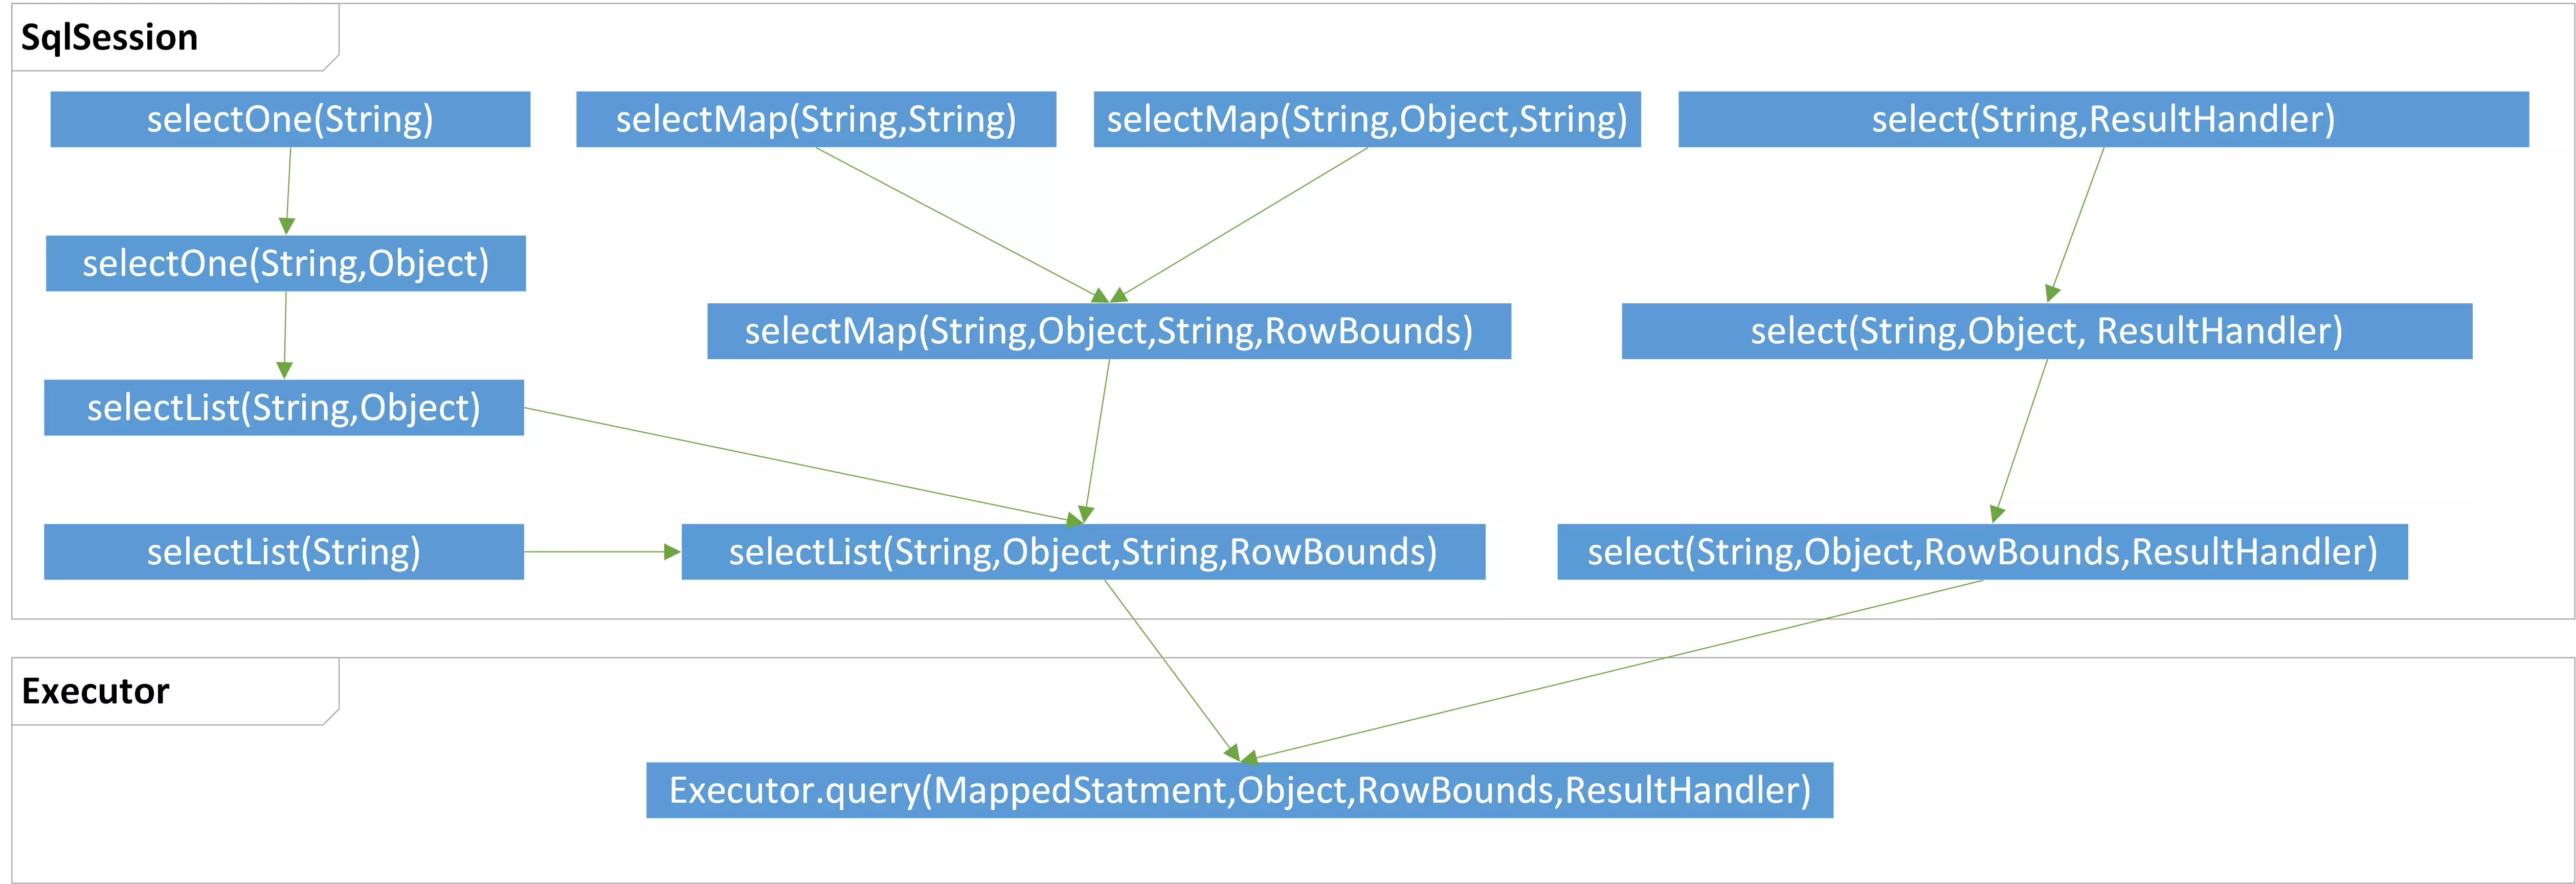 SqlSession
selectOne(String)
selectMap(String,String)
selectMap(String,Object,String)
select(String,ResultHandler)
selectOne(String,Object)
selectMap(String,Object,String,RowBounds)
select(String,Object, ResultHandler)
selectList(String,Object)
selectList(String)
selectList(String,Object,String,RowBounds)
select(String,Object,RowBounds,ResultHandler)
Executor
Executor.query(MappedStatment,Object,RowBounds,ResultHandler)